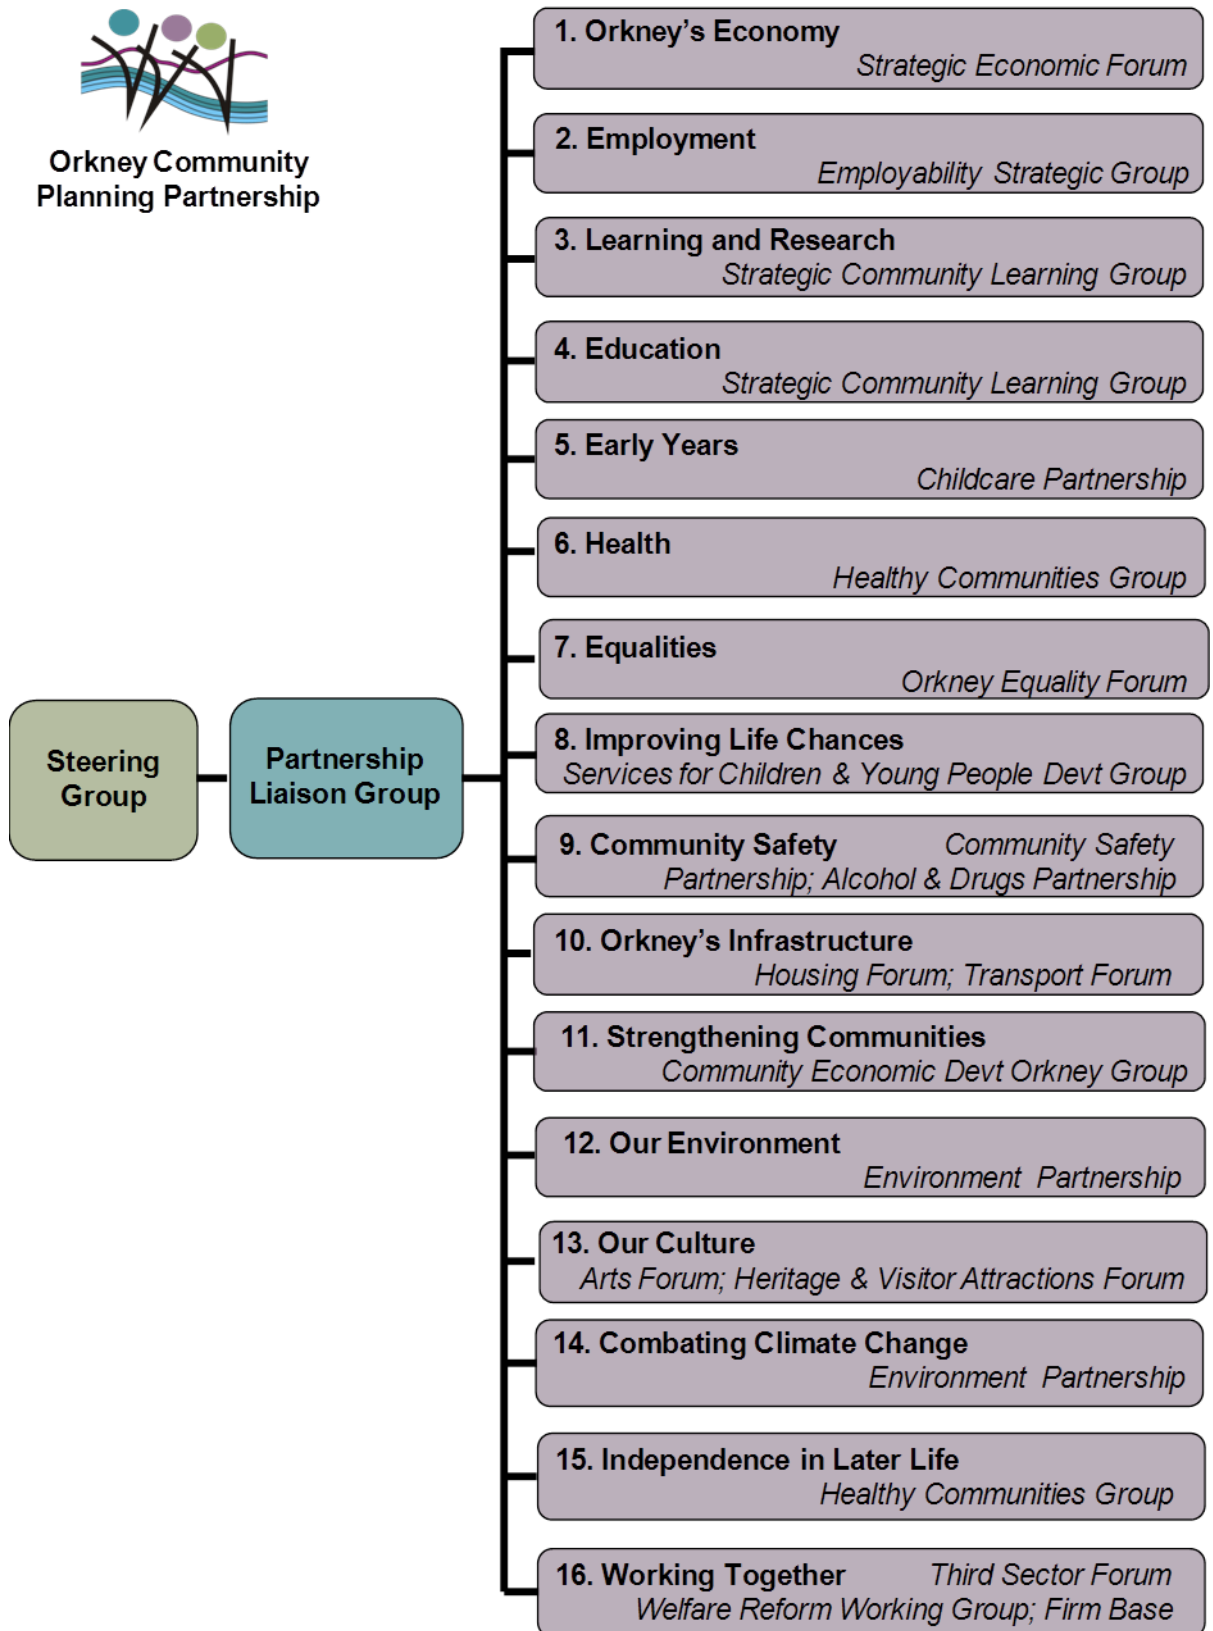 Orkney Community
Planning Partnership
Steering
Group
Partnership
Liaison Group
1. Orkney’s Economy
Strategic Economic Forum
2. Employment
Employability Strategic Group
3. Learning and Research
Strategic Community Learning Group
4. Education
Strategic Community Learning Group
5. Early Years
Childcare Partnership
6. Health
Healthy Communities Group
7. Equalities
Orkney Equality Forum
8. Improving Life Chances
Services for Children & Young People Devt Group
9. Community Safety Community Safety
Partnership; Alcohol & Drugs Partnership
10. Orkney’s Infrastructure
Housing Forum; Transport Forum
11. Strengthening Communities
Community Economic Devt Orkney Group
12. Our Environment
Environment Partnership
13. Our Culture
Arts Forum; Heritage & Visitor Attractions Forum
14. Combating Climate Change
Environment Partnership
15. Independence in Later Life
Healthy Communities Group
16. Working Together Third Sector Forum
Welfare Reform Working Group; Firm Base